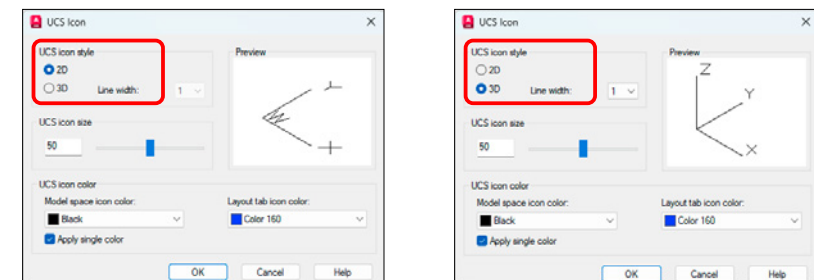 UCS Icon
UCS icon style
2D
3D Line width: 1
Preview
UCS icon size
50
UCS icon color
Model space icon color:
Black
Apply single color
Layout tab icon color:
Color 160
OK Cancel Help
UCS Icon
UCS icon style
2D
3D Line width: 1
Preview
Z
Y
X
UCS icon size
50
UCS icon color
Model space icon color:
Black
Apply single color
Layout tab icon color:
Color 160
OK Cancel Help